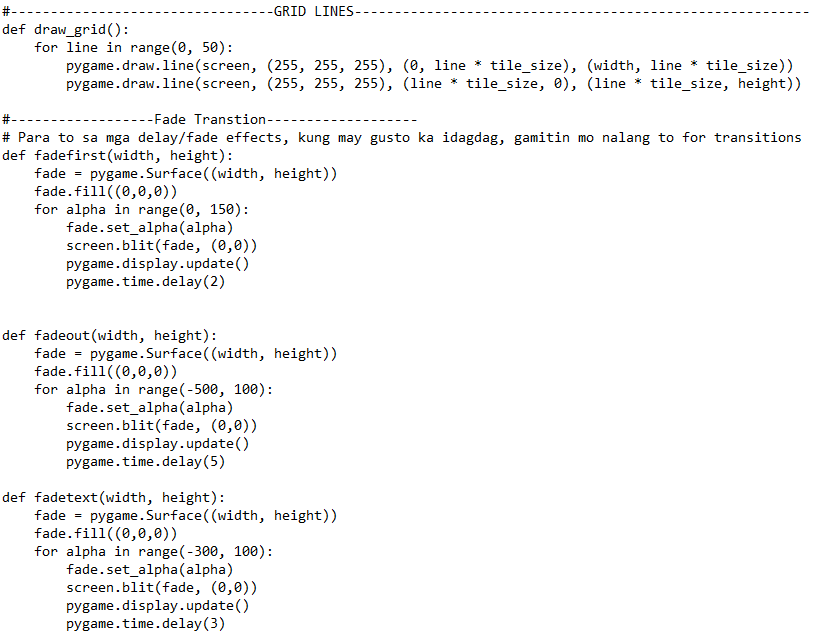 #---------------------------------GRID LINES---------------------------------------------------------
def draw_grid():
    for line in range(0, 50):
        pygame.draw.line(screen, (255, 255, 255), (0, line * tile_size), (width, line * tile_size))
        pygame.draw.line(screen, (255, 255, 255), (line * tile_size, 0), (line * tile_size, height))

#------------------Fade Transtion-------------------
# Para to sa mga delay/fade effects, kung may gusto ka idagdag, gamitin mo nalang to for transitions
def fadefirst(width, height):
    fade = pygame.Surface((width, height))
    fade.fill((0,0,0))
    for alpha in range(0, 150):
        fade.set_alpha(alpha)
        screen.blit(fade, (0,0))
        pygame.display.update()
        pygame.time.delay(2)


def fadeout(width, height):
    fade = pygame.Surface((width, height))
    fade.fill((0,0,0))
    for alpha in range(-500, 100):
        fade.set_alpha(alpha)
        screen.blit(fade, (0,0))
        pygame.display.update()
        pygame.time.delay(5)

def fadetext(width, height):
    fade = pygame.Surface((width, height))
    fade.fill((0,0,0))
    for alpha in range(-300, 100):
        fade.set_alpha(alpha)
        screen.blit(fade, (0,0))
        pygame.display.update()
        pygame.time.delay(3)